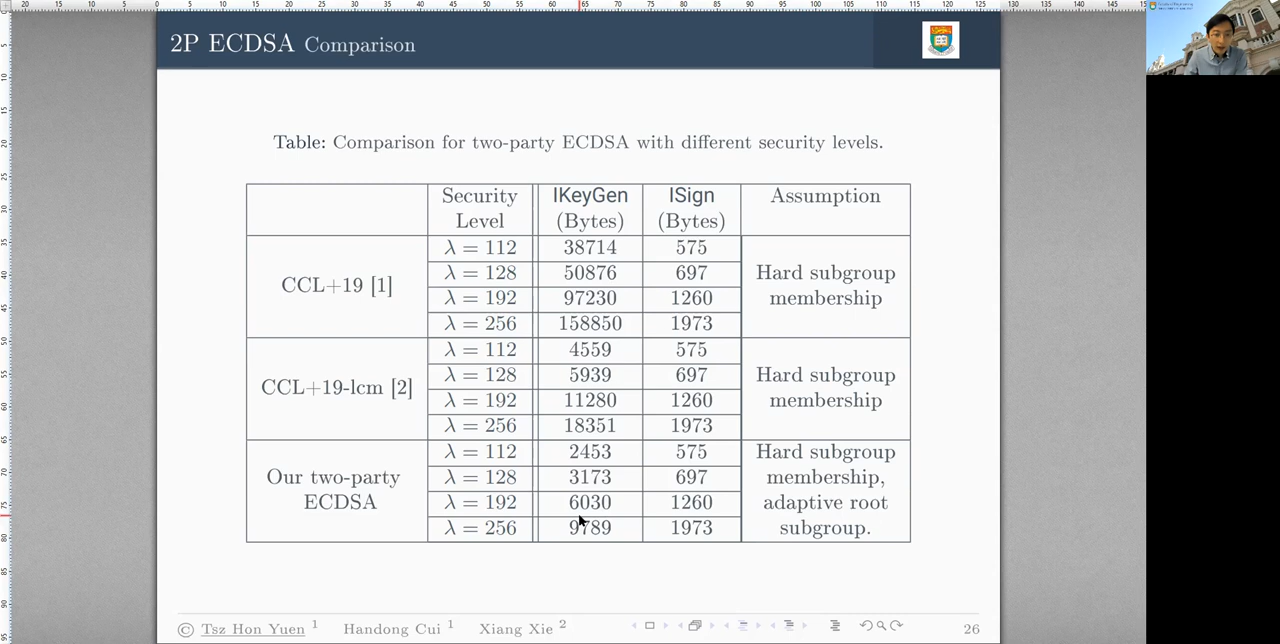 2P ECDSA Comparison
Table: Comparison for two-party ECDSA with different security levels.
Security Level IKeyGen (Bytes) ISign (Bytes) Assumption
CCL+19 [1] Hard subgroup membership
λ = 112 38714 575
λ = 128 50876 697
λ = 192 97230 1260
λ = 256 158850 1973
CCL+19-lcm [2] Hard subgroup membership
λ = 112 4559 575
λ = 128 5939 697
λ = 192 11280 1260
λ = 256 18351 1973
Our two-party ECDSA Hard subgroup membership, adaptive root subgroup.
λ = 112 2453 575
λ = 128 3173 697
λ = 192 6030 1260
λ = 256 9789 1973
© Tsz Hon Yuen 1 Handong Cui 1 Xiang Xie 2 26